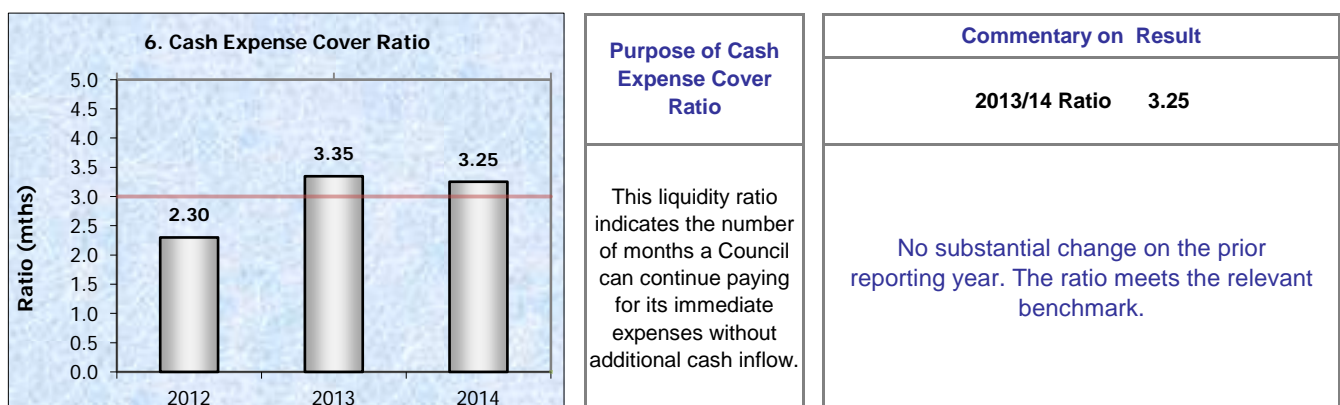 6. Cash Expense Cover Ratio
5.0
4.5
4.0
3.5
3.0
2.5
2.0
1.5
1.0
0.5
0.0
Ratio (mths)
2.30
3.35
3.25
2012
2013
2014
Purpose of Cash
Expense Cover
Ratio
This liquidity ratio
indicates the number
of months a Council
can continue paying
for its immediate
expenses without
additional cash inflow.
Commentary on Result
2013/14 Ratio 3.25
No substantial change on the prior
reporting year. The ratio meets the relevant
benchmark.